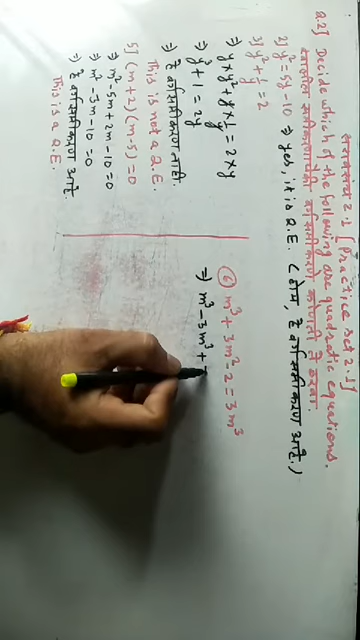 सरावसंच 2.1 [Practice set 2.1]
Q.2] Decide which of the following are quadratic equations.
खालीलपैकी वर्गसमीकरण कोणती ते ठरवा.
2] y² = 5y - 10 ⇒ Yes, it is Q.E. (होय, हे वर्गसमीकरण आहे.)
3] y² + 1/y = 2
⇒ y×y² + y×1/y = 2×y
⇒ y³ + 1 = 2y
⇒ हे वर्गसमीकरण नाही.
This is not a Q.E.
5] (m+2)(m-5) = 0
⇒ m² - 5m + 2m - 10 = 0
⇒ m² - 3m - 10 = 0
⇒ हे वर्गसमीकरण आहे.
This is a Q.E.
⑥ m³ + 3m² - 2 = 3m³
⇒ m³ - 3m³ +